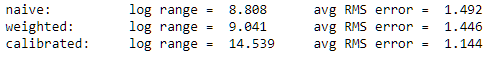 naive:      log range =  8.808      avg RMS error =  1.492
weighted:   log range =  9.041      avg RMS error =  1.446
calibrated: log range =  14.539     avg RMS error =  1.144